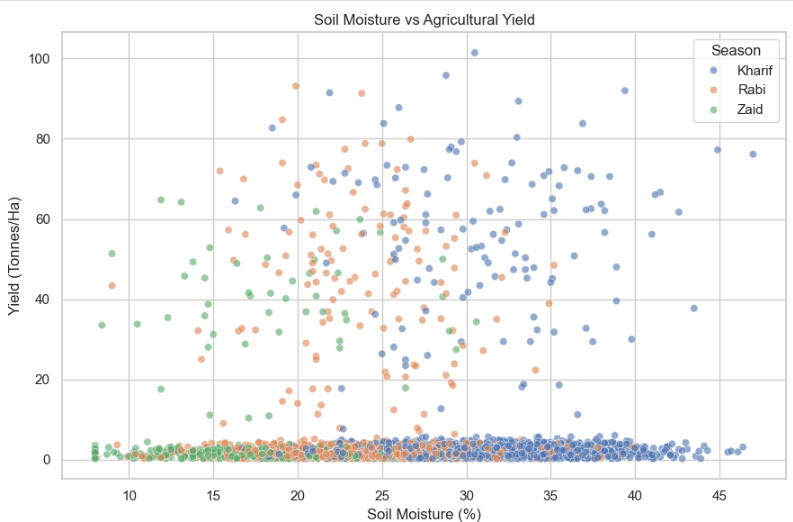 Soil Moisture vs Agricultural Yield
Season
Kharif
Rabi
Zaid
Yield (Tonnes/Ha)
100
80
60
40
20
0
10 15 20 25 30 35 40 45
Soil Moisture (%)